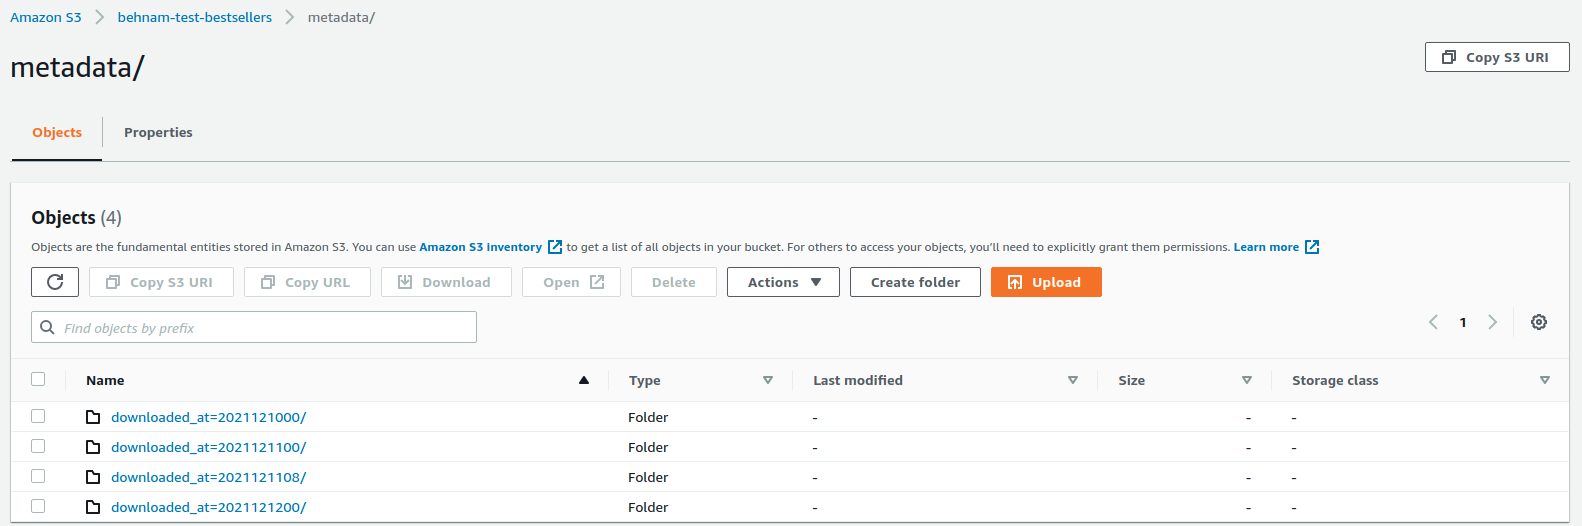 Amazon S3 > behnam-test-bestsellers > metadata/
metadata/
Copy S3 URI
Objects Properties
Objects (4)
Objects are the fundamental entities stored in Amazon S3. You can use Amazon S3 inventory to get a list of all objects in your bucket. For others to access your objects, you'll need to explicitly grant them permissions. Learn more
Copy S3 URI Copy URL Download Open Delete Actions Create folder Upload
Find objects by prefix
1
Name Type Last modified Size Storage class
downloaded_at=2021121000/ Folder - - -
downloaded_at=2021121100/ Folder - - -
downloaded_at=2021121108/ Folder - - -
downloaded_at=2021121200/ Folder - - -